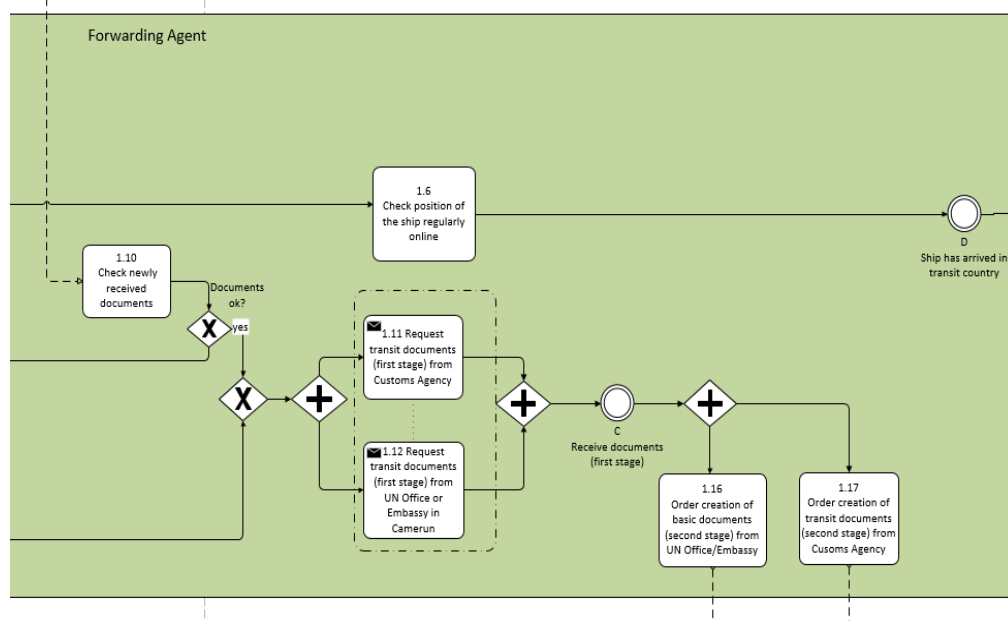 Forwarding Agent
1.6
Check position of
the ship regularly
online
D
Ship has arrived in
transit country
1.10
Check newly
received
documents
Documents
ok?
yes
X
X
1.11 Request
transit documents
(first stage) from
Customs Agency
1.12 Request
transit documents
(first stage) from
UN Office or
Embassy in
Camerun
C
Receive documents
(first stage)
1.16
Order creation of
basic documents
(second stage) from
UN Office/Embassy
1.17
Order creation of
transit documents
(second stage) from
Cusoms Agency